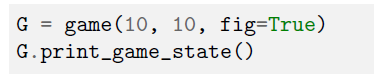 G = game(10, 10, fig=True)
G.print_game_state()